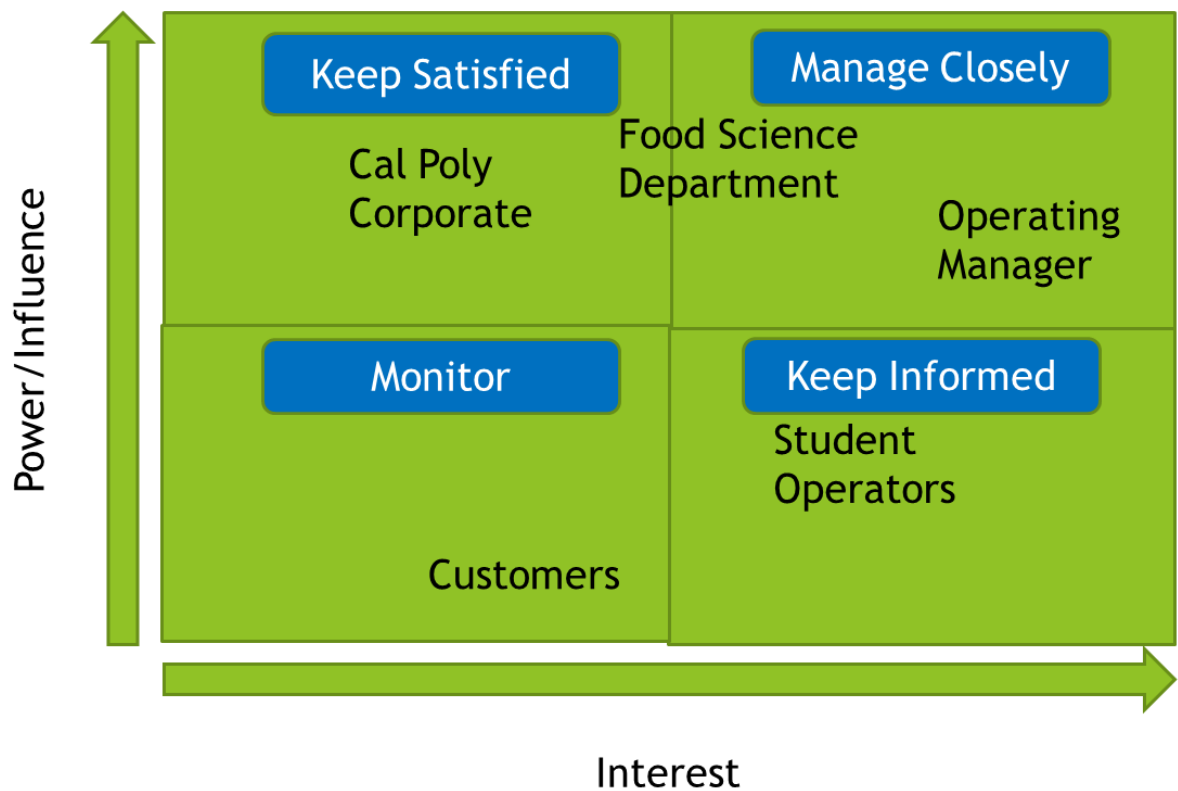 Keep Satisfied
Manage Closely
Cal Poly
Corporate
Food Science
Department
Operating
Manager
Power/Influence
Monitor
Keep Informed
Student
Operators
Customers
Interest